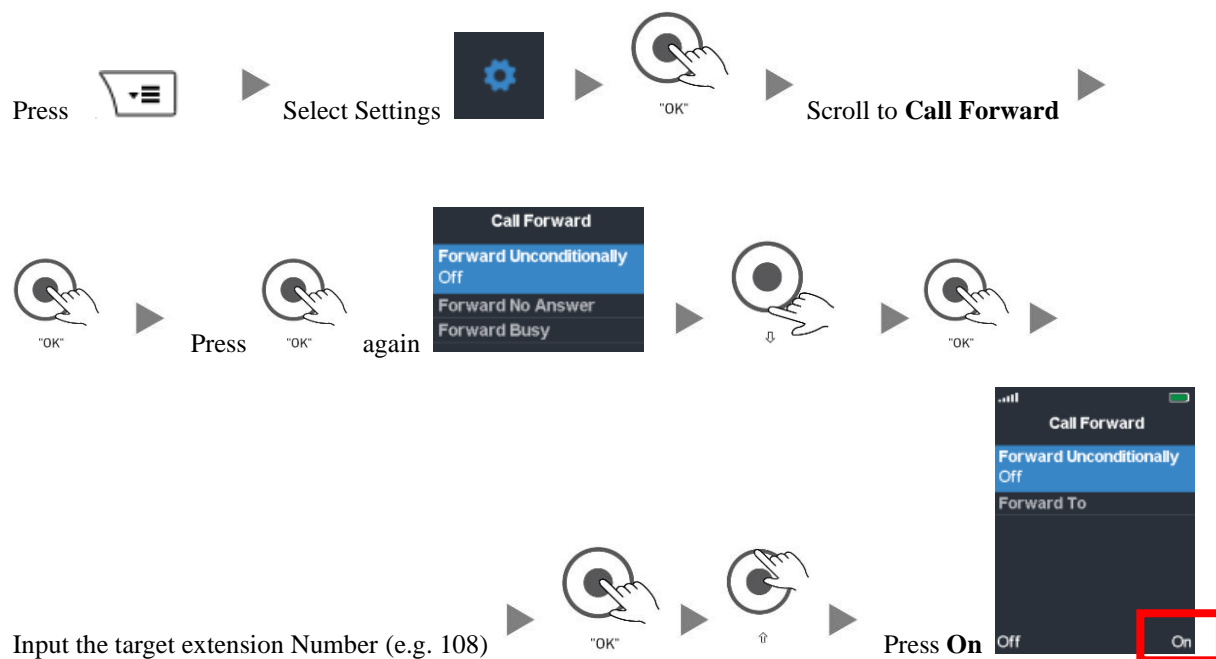 Press
Select Settings
"OK"
Scroll to Call Forward
"OK"
Press
"OK"
again
Call Forward
Forward Unconditionally
Off
Forward No Answer
Forward Busy
⇩
"OK"
Input the target extension Number (e.g. 108)
"OK"
⇧
Press On
Call Forward
Forward Unconditionally
Off
Forward To
Off
On